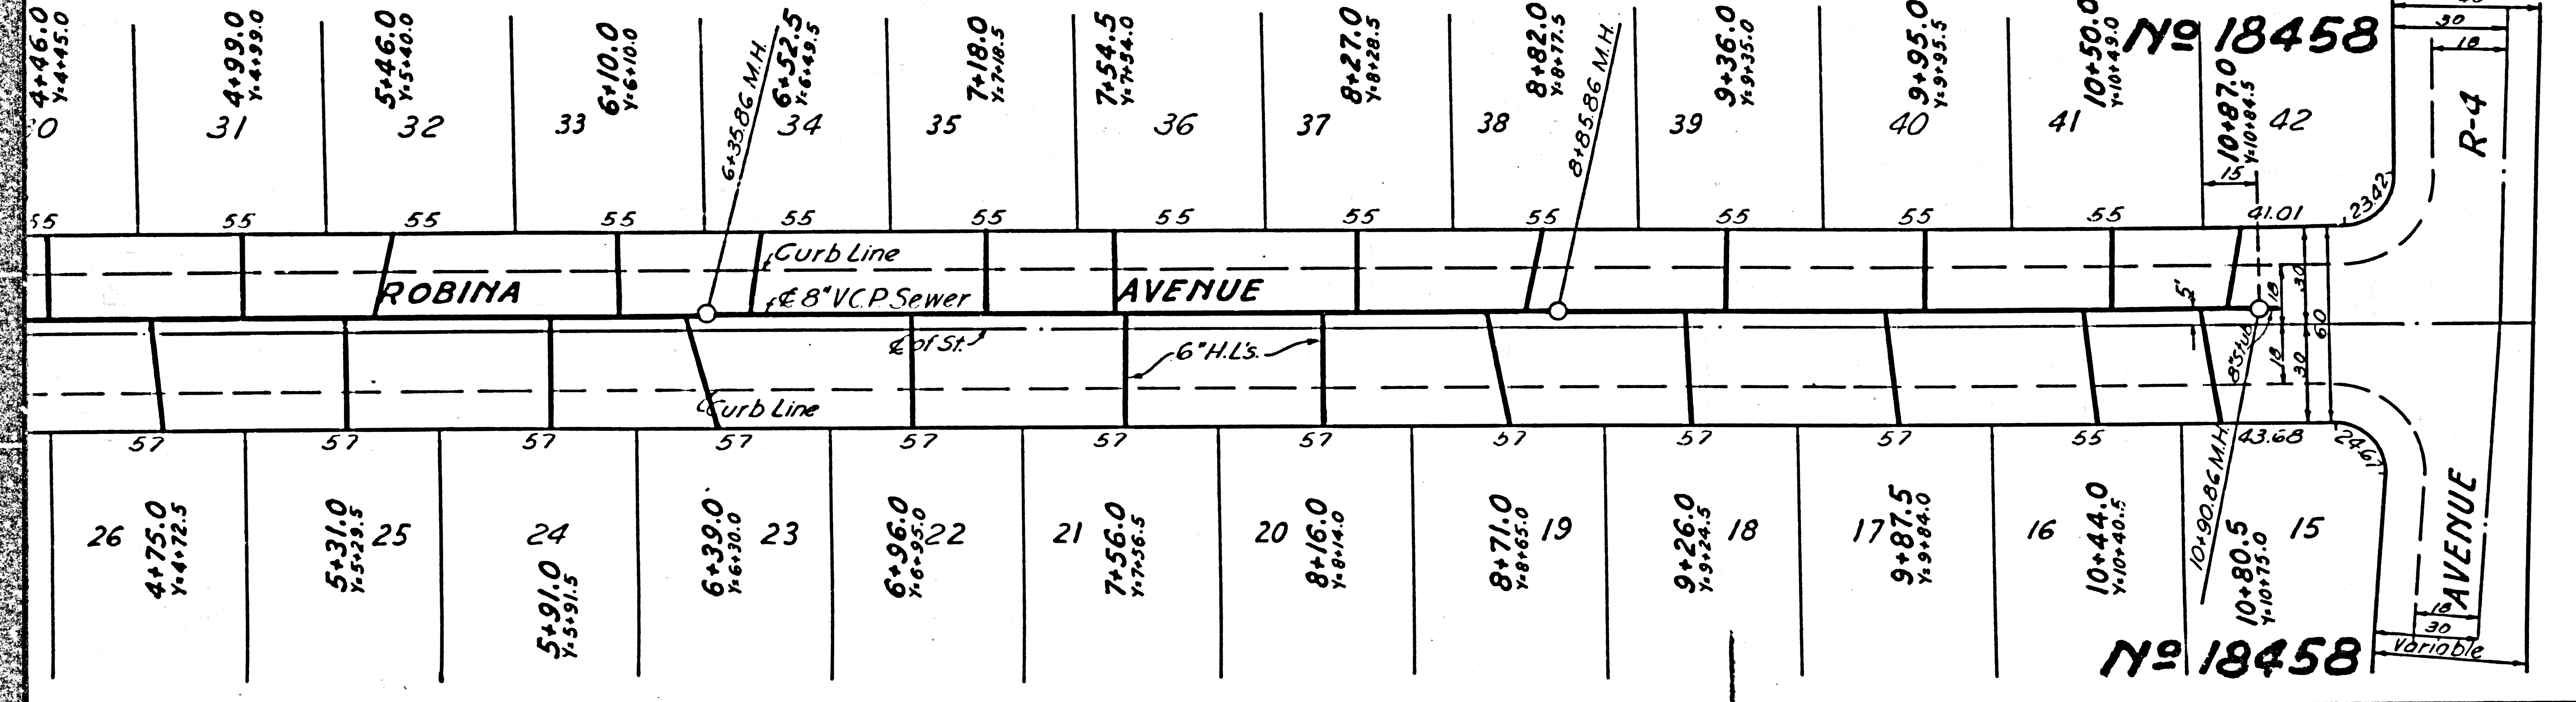 4+46.0
Y=4+45.0
4+99.0
Y=4+99.0
5+46.0
Y=5+40.0
6+10.0
Y=6+10.0
6+35.86 M.H.
6+52.5
Y=6+49.5
7+18.0
Y=7+18.5
7+54.5
Y=7+54.0
8+27.0
Y=8+28.5
8+82.0
Y=8+77.5
8+85.86 M.H.
9+36.0
Y=9+35.0
9+95.0
Y=9+95.5
10+50.0
Y=10+49.0
10+87.0
Y=10+84.5
Nº 18458
30
18
R-4
30 31 32 33 34 35 36 37 38 39 40 41 42
15
55 55 55 55 55 55 55 55 55 55 55 55 41.01 23.42
Curb Line
ROBINA AVENUE
℄ 8" V.C.P. Sewer
℄ of St.
6" H.L's.
Curb Line
5'
8" Stub
18
30
60
18
30
57 57 57 57 57 57 57 57 57 57 55 43.68 24.67
26 25 24 23 22 21 20 19 18 17 16 15
4+75.0
Y=4+72.5
5+31.0
Y=5+29.5
5+91.0
Y=5+91.5
6+39.0
Y=6+30.0
6+96.0
Y=6+95.0
7+56.0
Y=7+56.5
8+16.0
Y=8+14.0
8+71.0
Y=8+65.0
9+26.0
Y=9+24.5
9+87.5
Y=9+84.0
10+44.0
Y=10+40.5
10+90.86 M.H.
10+80.5
Y=10+75.0
AVENUE
18
30
Variable
Nº 18458